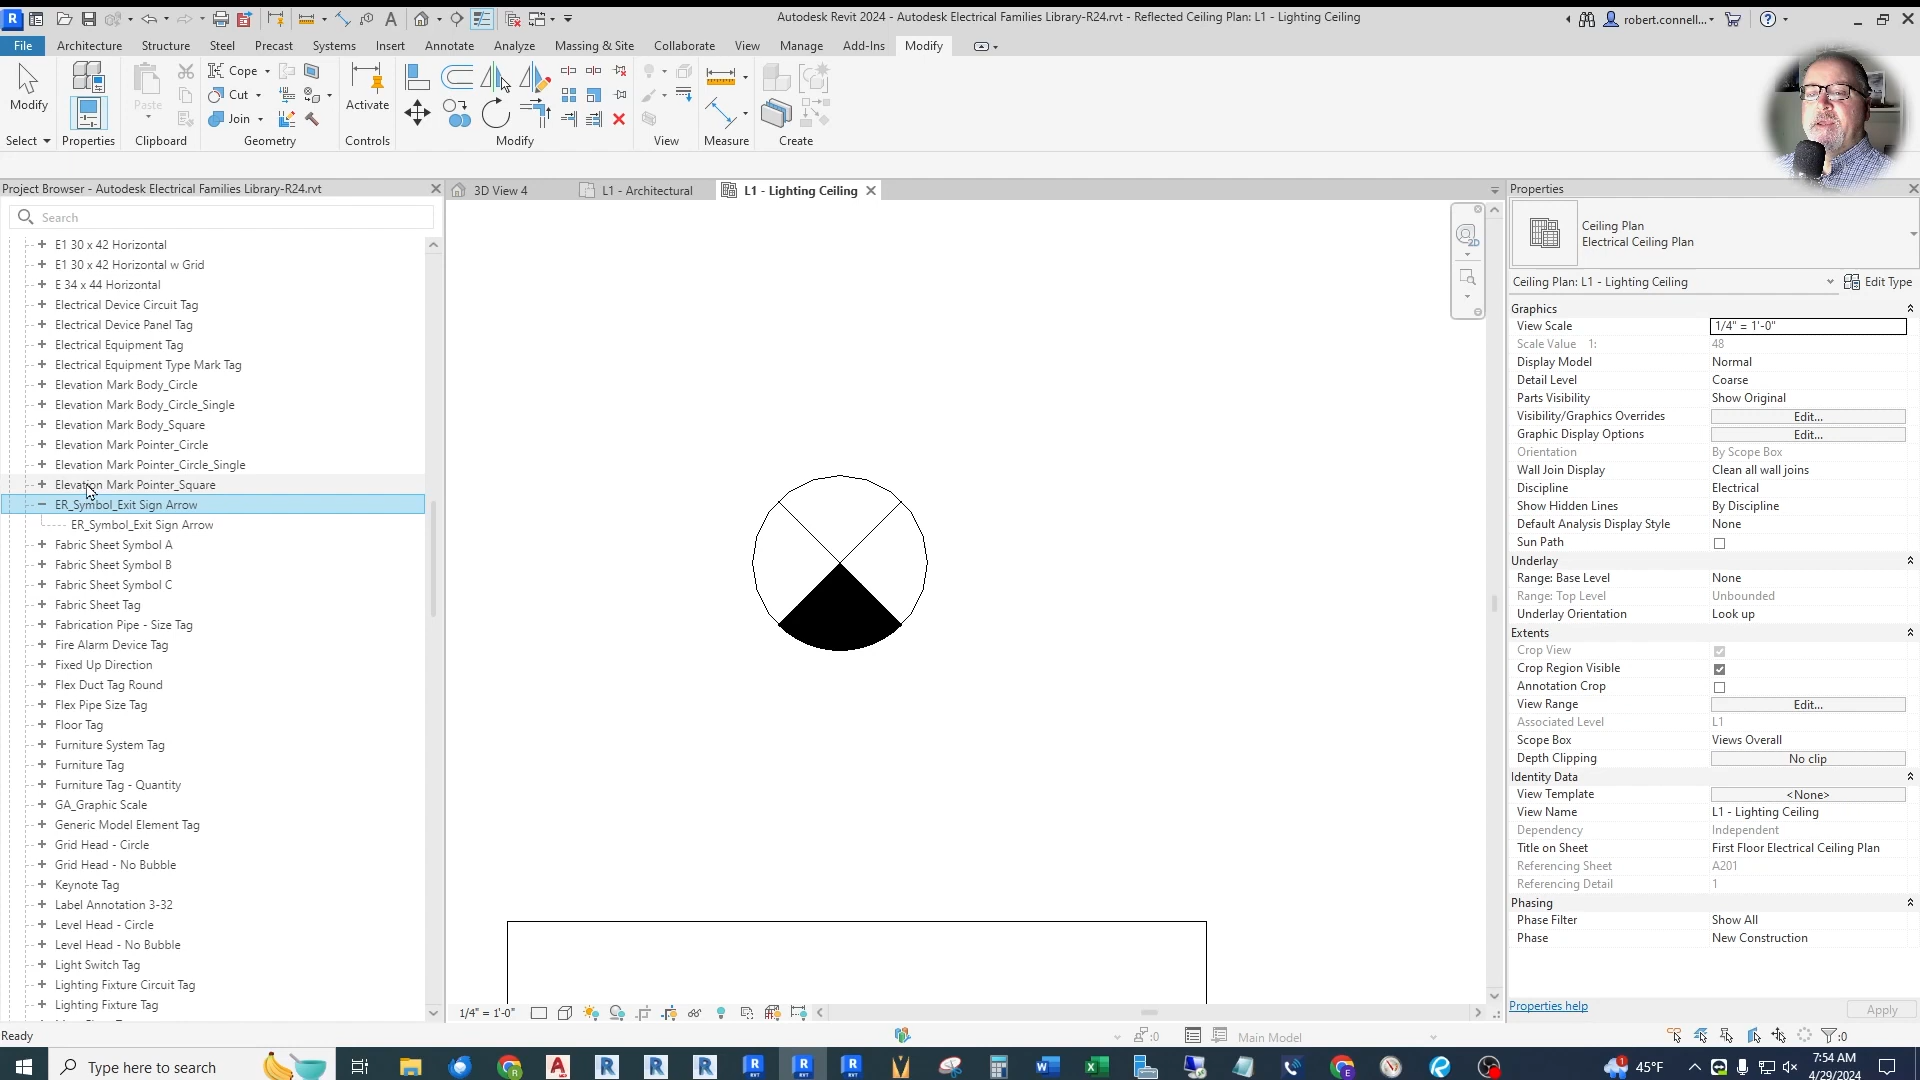 Autodesk Revit 2024 - Autodesk Electrical Families Library-R24.rvt - Reflected Ceiling Plan: L1 - Lighting Ceiling
robert.connell...
File Architecture Structure Steel Precast Systems Insert Annotate Analyze Massing & Site Collaborate View Manage Add-Ins Modify
Modify
Paste
Cope
Cut
Join
Activate
Select Properties Clipboard Geometry Controls Modify View Measure Create
Project Browser - Autodesk Electrical Families Library-R24.rvt
Search
E1 30 x 42 Horizontal
E1 30 x 42 Horizontal w Grid
E 34 x 44 Horizontal
Electrical Device Circuit Tag
Electrical Device Panel Tag
Electrical Equipment Tag
Electrical Equipment Type Mark Tag
Elevation Mark Body_Circle
Elevation Mark Body_Circle_Single
Elevation Mark Body_Square
Elevation Mark Pointer_Circle
Elevation Mark Pointer_Circle_Single
Elevation Mark Pointer_Square
ER_Symbol_Exit Sign Arrow
ER_Symbol_Exit Sign Arrow
Fabric Sheet Symbol A
Fabric Sheet Symbol B
Fabric Sheet Symbol C
Fabric Sheet Tag
Fabrication Pipe - Size Tag
Fire Alarm Device Tag
Fixed Up Direction
Flex Duct Tag Round
Flex Pipe Size Tag
Floor Tag
Furniture System Tag
Furniture Tag
Furniture Tag - Quantity
GA_Graphic Scale
Generic Model Element Tag
Grid Head - Circle
Grid Head - No Bubble
Keynote Tag
Label Annotation 3-32
Level Head - Circle
Level Head - No Bubble
Light Switch Tag
Lighting Fixture Circuit Tag
Lighting Fixture Tag
3D View 4
L1 - Architectural
L1 - Lighting Ceiling
2D
1/4" = 1'-0"
Properties
Ceiling Plan
Electrical Ceiling Plan
Ceiling Plan: L1 - Lighting Ceiling
Edit Type
Graphics
View Scale 1/4" = 1'-0"
Scale Value 1: 48
Display Model Normal
Detail Level Coarse
Parts Visibility Show Original
Visibility/Graphics Overrides Edit...
Graphic Display Options Edit...
Orientation By Scope Box
Wall Join Display Clean all wall joins
Discipline Electrical
Show Hidden Lines By Discipline
Default Analysis Display Style None
Sun Path
Underlay
Range: Base Level None
Range: Top Level Unbounded
Underlay Orientation Look up
Extents
Crop View
Crop Region Visible
Annotation Crop
View Range Edit...
Associated Level L1
Scope Box Views Overall
Depth Clipping No clip
Identity Data
View Template <None>
View Name L1 - Lighting Ceiling
Dependency Independent
Title on Sheet First Floor Electrical Ceiling Plan
Referencing Sheet A201
Referencing Detail 1
Phasing
Phase Filter Show All
Phase New Construction
Properties help
Apply
Ready
:0
Main Model
:0
Type here to search
45°F
7:54 AM
4/29/2024